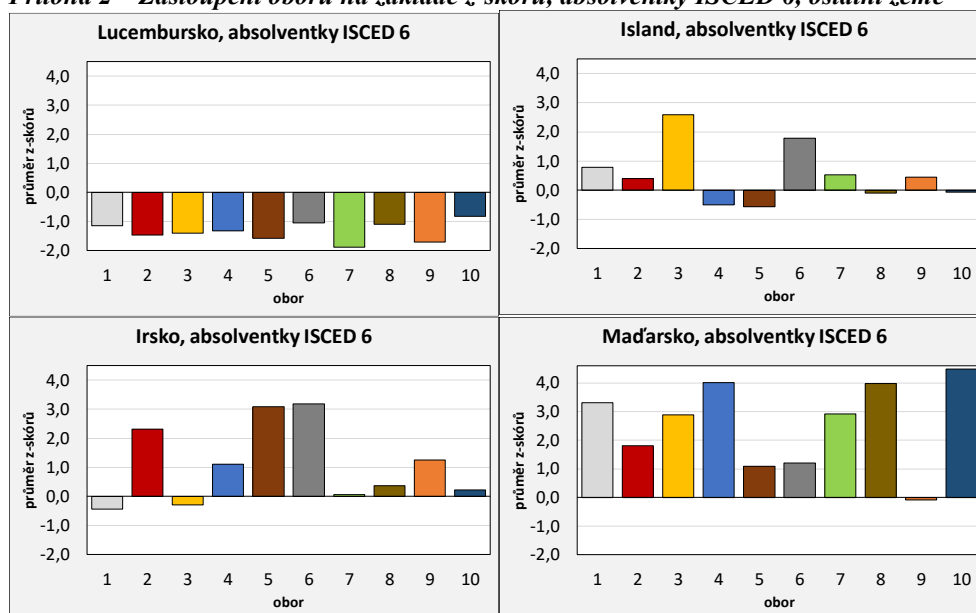 Příloha 2 – Zastoupení oborů na základě z-skórů, absolventky ISCED 6, ostatní země
Lucembursko, absolventky ISCED 6
průměr z-skórů
4,0
3,0
2,0
1,0
0,0
-1,0
-2,0
1 2 3 4 5 6 7 8 9 10
obor
Island, absolventky ISCED 6
průměr z-skórů
4,0
3,0
2,0
1,0
0,0
-1,0
-2,0
1 2 3 4 5 6 7 8 9 10
obor
Irsko, absolventky ISCED 6
průměr z-skórů
4,0
3,0
2,0
1,0
0,0
-1,0
-2,0
1 2 3 4 5 6 7 8 9 10
obor
Maďarsko, absolventky ISCED 6
průměr z-skórů
4,0
3,0
2,0
1,0
0,0
-1,0
-2,0
1 2 3 4 5 6 7 8 9 10
obor